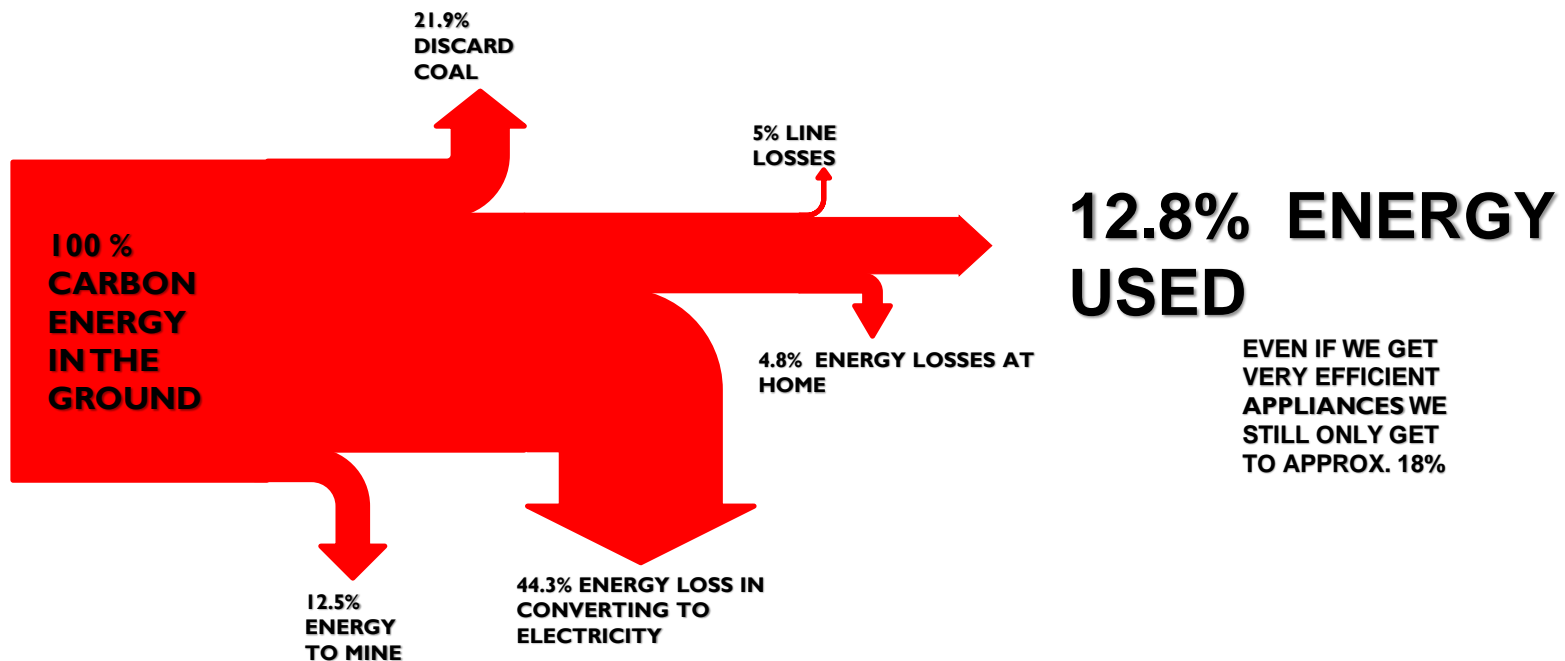 21.9%
DISCARD
COAL
5% LINE
LOSSES
100 %
CARBON
ENERGY
IN THE
GROUND
12.8% ENERGY
USED
4.8% ENERGY LOSSES AT
HOME
EVEN IF WE GET
VERY EFFICIENT
APPLIANCES WE
STILL ONLY GET
TO APPROX. 18%
12.5%
ENERGY
TO MINE
44.3% ENERGY LOSS IN
CONVERTING TO
ELECTRICITY